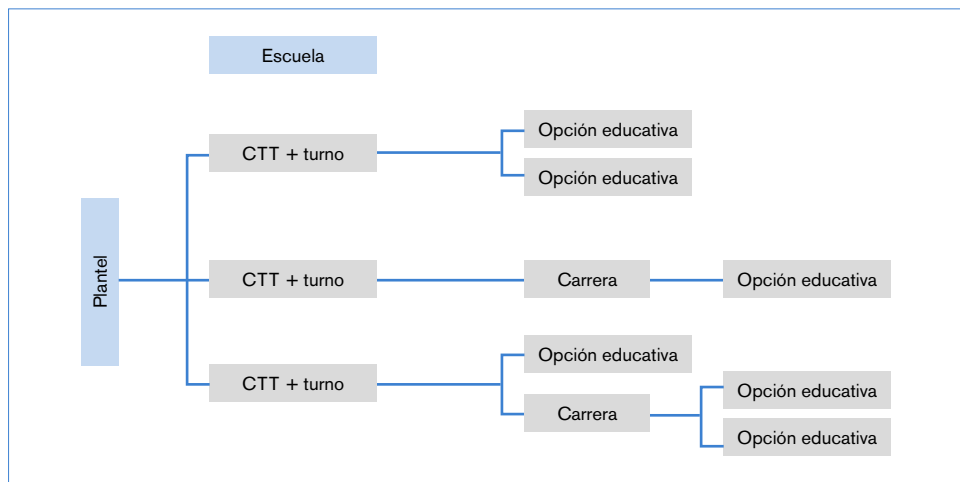 Escuela
Opción educativa
CTT + turno
Opción educativa
Plantel
CTT + turno
Carrera
Opción educativa
Opción educativa
CTT + turno
Opción educativa
Carrera
Opción educativa